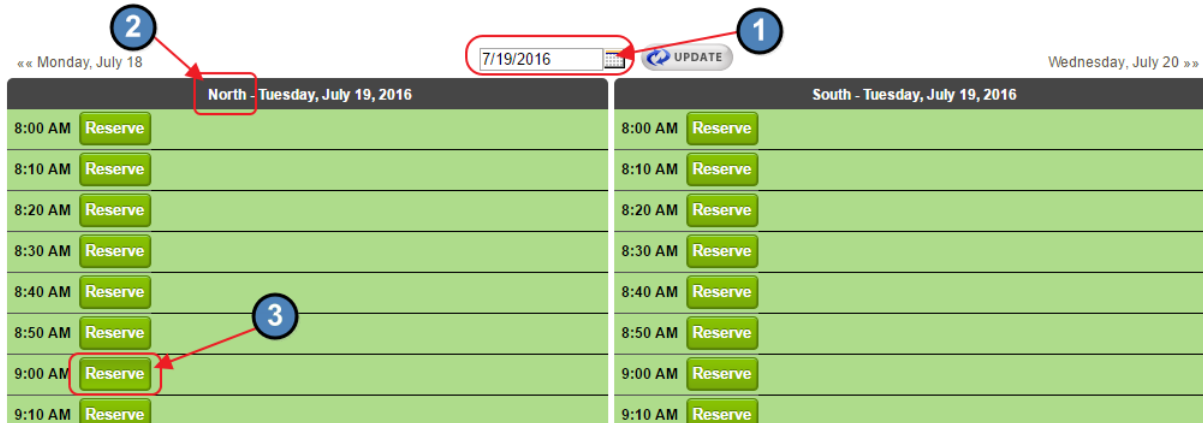 2
1
«« Monday, July 18
7/19/2016
UPDATE
Wednesday, July 20 »»
North - Tuesday, July 19, 2016
South - Tuesday, July 19, 2016
8:00 AM Reserve
8:00 AM Reserve
8:10 AM Reserve
8:10 AM Reserve
8:20 AM Reserve
8:20 AM Reserve
8:30 AM Reserve
8:30 AM Reserve
8:40 AM Reserve
8:40 AM Reserve
3
8:50 AM Reserve
8:50 AM Reserve
9:00 AM Reserve
9:00 AM Reserve
9:10 AM Reserve
9:10 AM Reserve